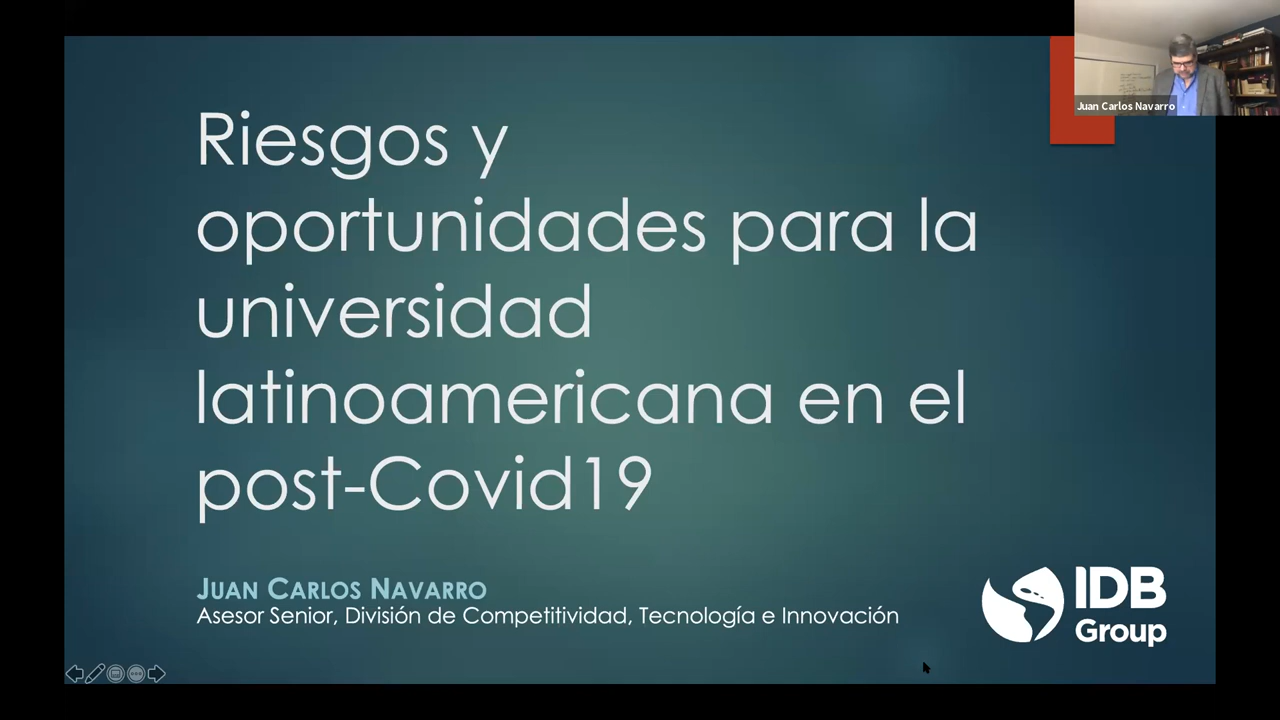 Riesgos y
oportunidades para la
universidad
latinoamericana en el
post-Covid19
JUAN CARLOS NAVARRO
Asesor Senior, División de Competitividad, Tecnología e Innovación
IDB
Group
Juan Carlos Navarro